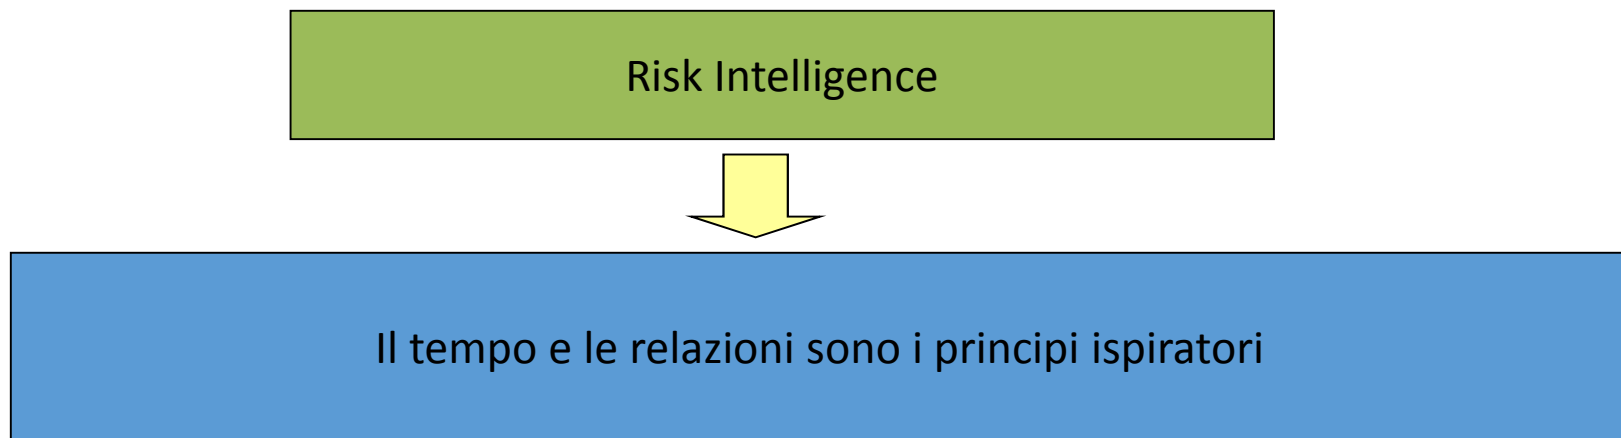 Risk Intelligence
Il tempo e le relazioni sono i principi ispiratori